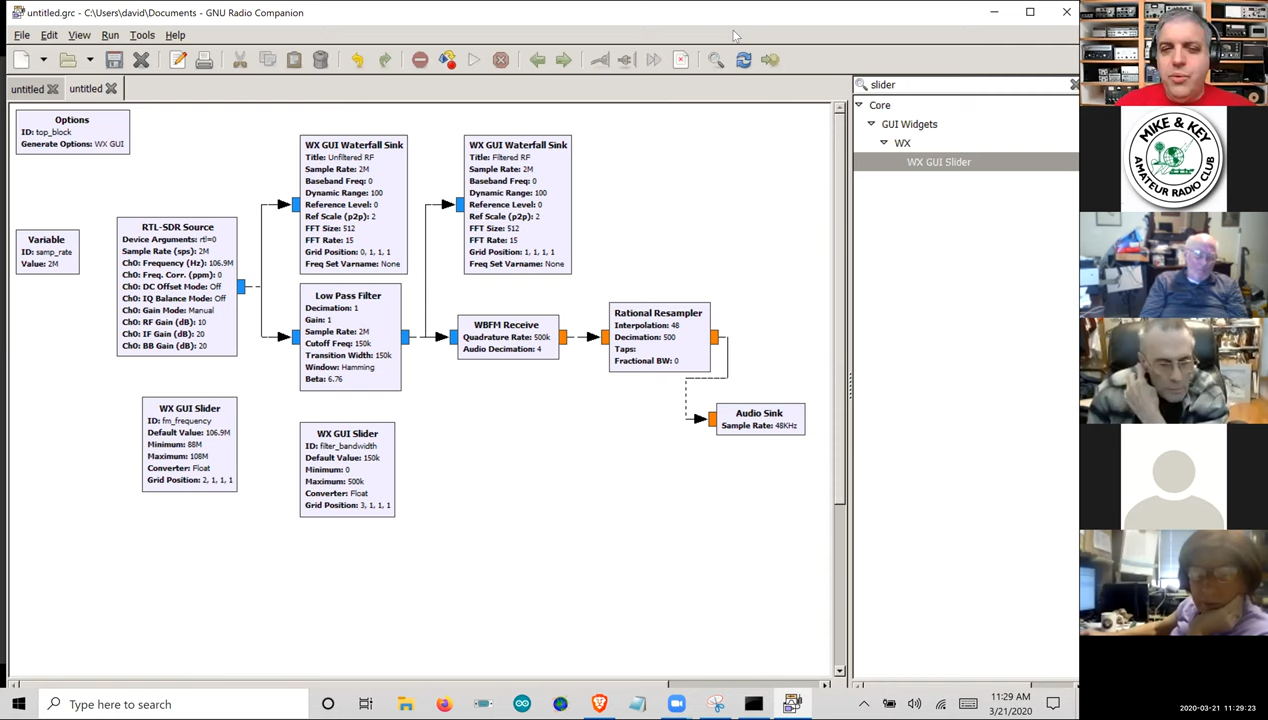 untitled.grc - C:\Users\david\Documents - GNU Radio Companion
File Edit View Run Tools Help
untitled
untitled
slider
Core
GUI Widgets
WX
WX GUI Slider
Options
ID: top_block
Generate Options: WX GUI
Variable
ID: samp_rate
Value: 2M
RTL-SDR Source
Device Arguments: rtl=0
Sample Rate (sps): 2M
Ch0: Frequency (Hz): 106.9M
Ch0: Freq. Corr. (ppm): 0
Ch0: DC Offset Mode: Off
Ch0: IQ Balance Mode: Off
Ch0: Gain Mode: Manual
Ch0: RF Gain (dB): 10
Ch0: IF Gain (dB): 20
Ch0: BB Gain (dB): 20
WX GUI Waterfall Sink
Title: Unfiltered RF
Sample Rate: 2M
Baseband Freq: 0
Dynamic Range: 100
Reference Level: 0
Ref Scale (p2p): 2
FFT Size: 512
FFT Rate: 15
Grid Position: 0, 1, 1, 1
Freq Set Varname: None
WX GUI Waterfall Sink
Title: Filtered RF
Sample Rate: 2M
Baseband Freq: 0
Dynamic Range: 100
Reference Level: 0
Ref Scale (p2p): 2
FFT Size: 512
FFT Rate: 15
Grid Position: 1, 1, 1, 1
Freq Set Varname: None
Low Pass Filter
Decimation: 1
Gain: 1
Sample Rate: 2M
Cutoff Freq: 150k
Transition Width: 150k
Window: Hamming
Beta: 6.76
WBFM Receive
Quadrature Rate: 500k
Audio Decimation: 4
Rational Resampler
Interpolation: 48
Decimation: 500
Taps:
Fractional BW: 0
Audio Sink
Sample Rate: 48KHz
WX GUI Slider
ID: fm_frequency
Default Value: 106.9M
Minimum: 88M
Maximum: 108M
Converter: Float
Grid Position: 2, 1, 1, 1
WX GUI Slider
ID: filter_bandwidth
Default Value: 150k
Minimum: 0
Maximum: 500k
Converter: Float
Grid Position: 3, 1, 1, 1
MIKE & KEY
AMATEUR RADIO CLUB
Type here to search
11:29 AM
3/21/2020
2020-03-21 11:29:23